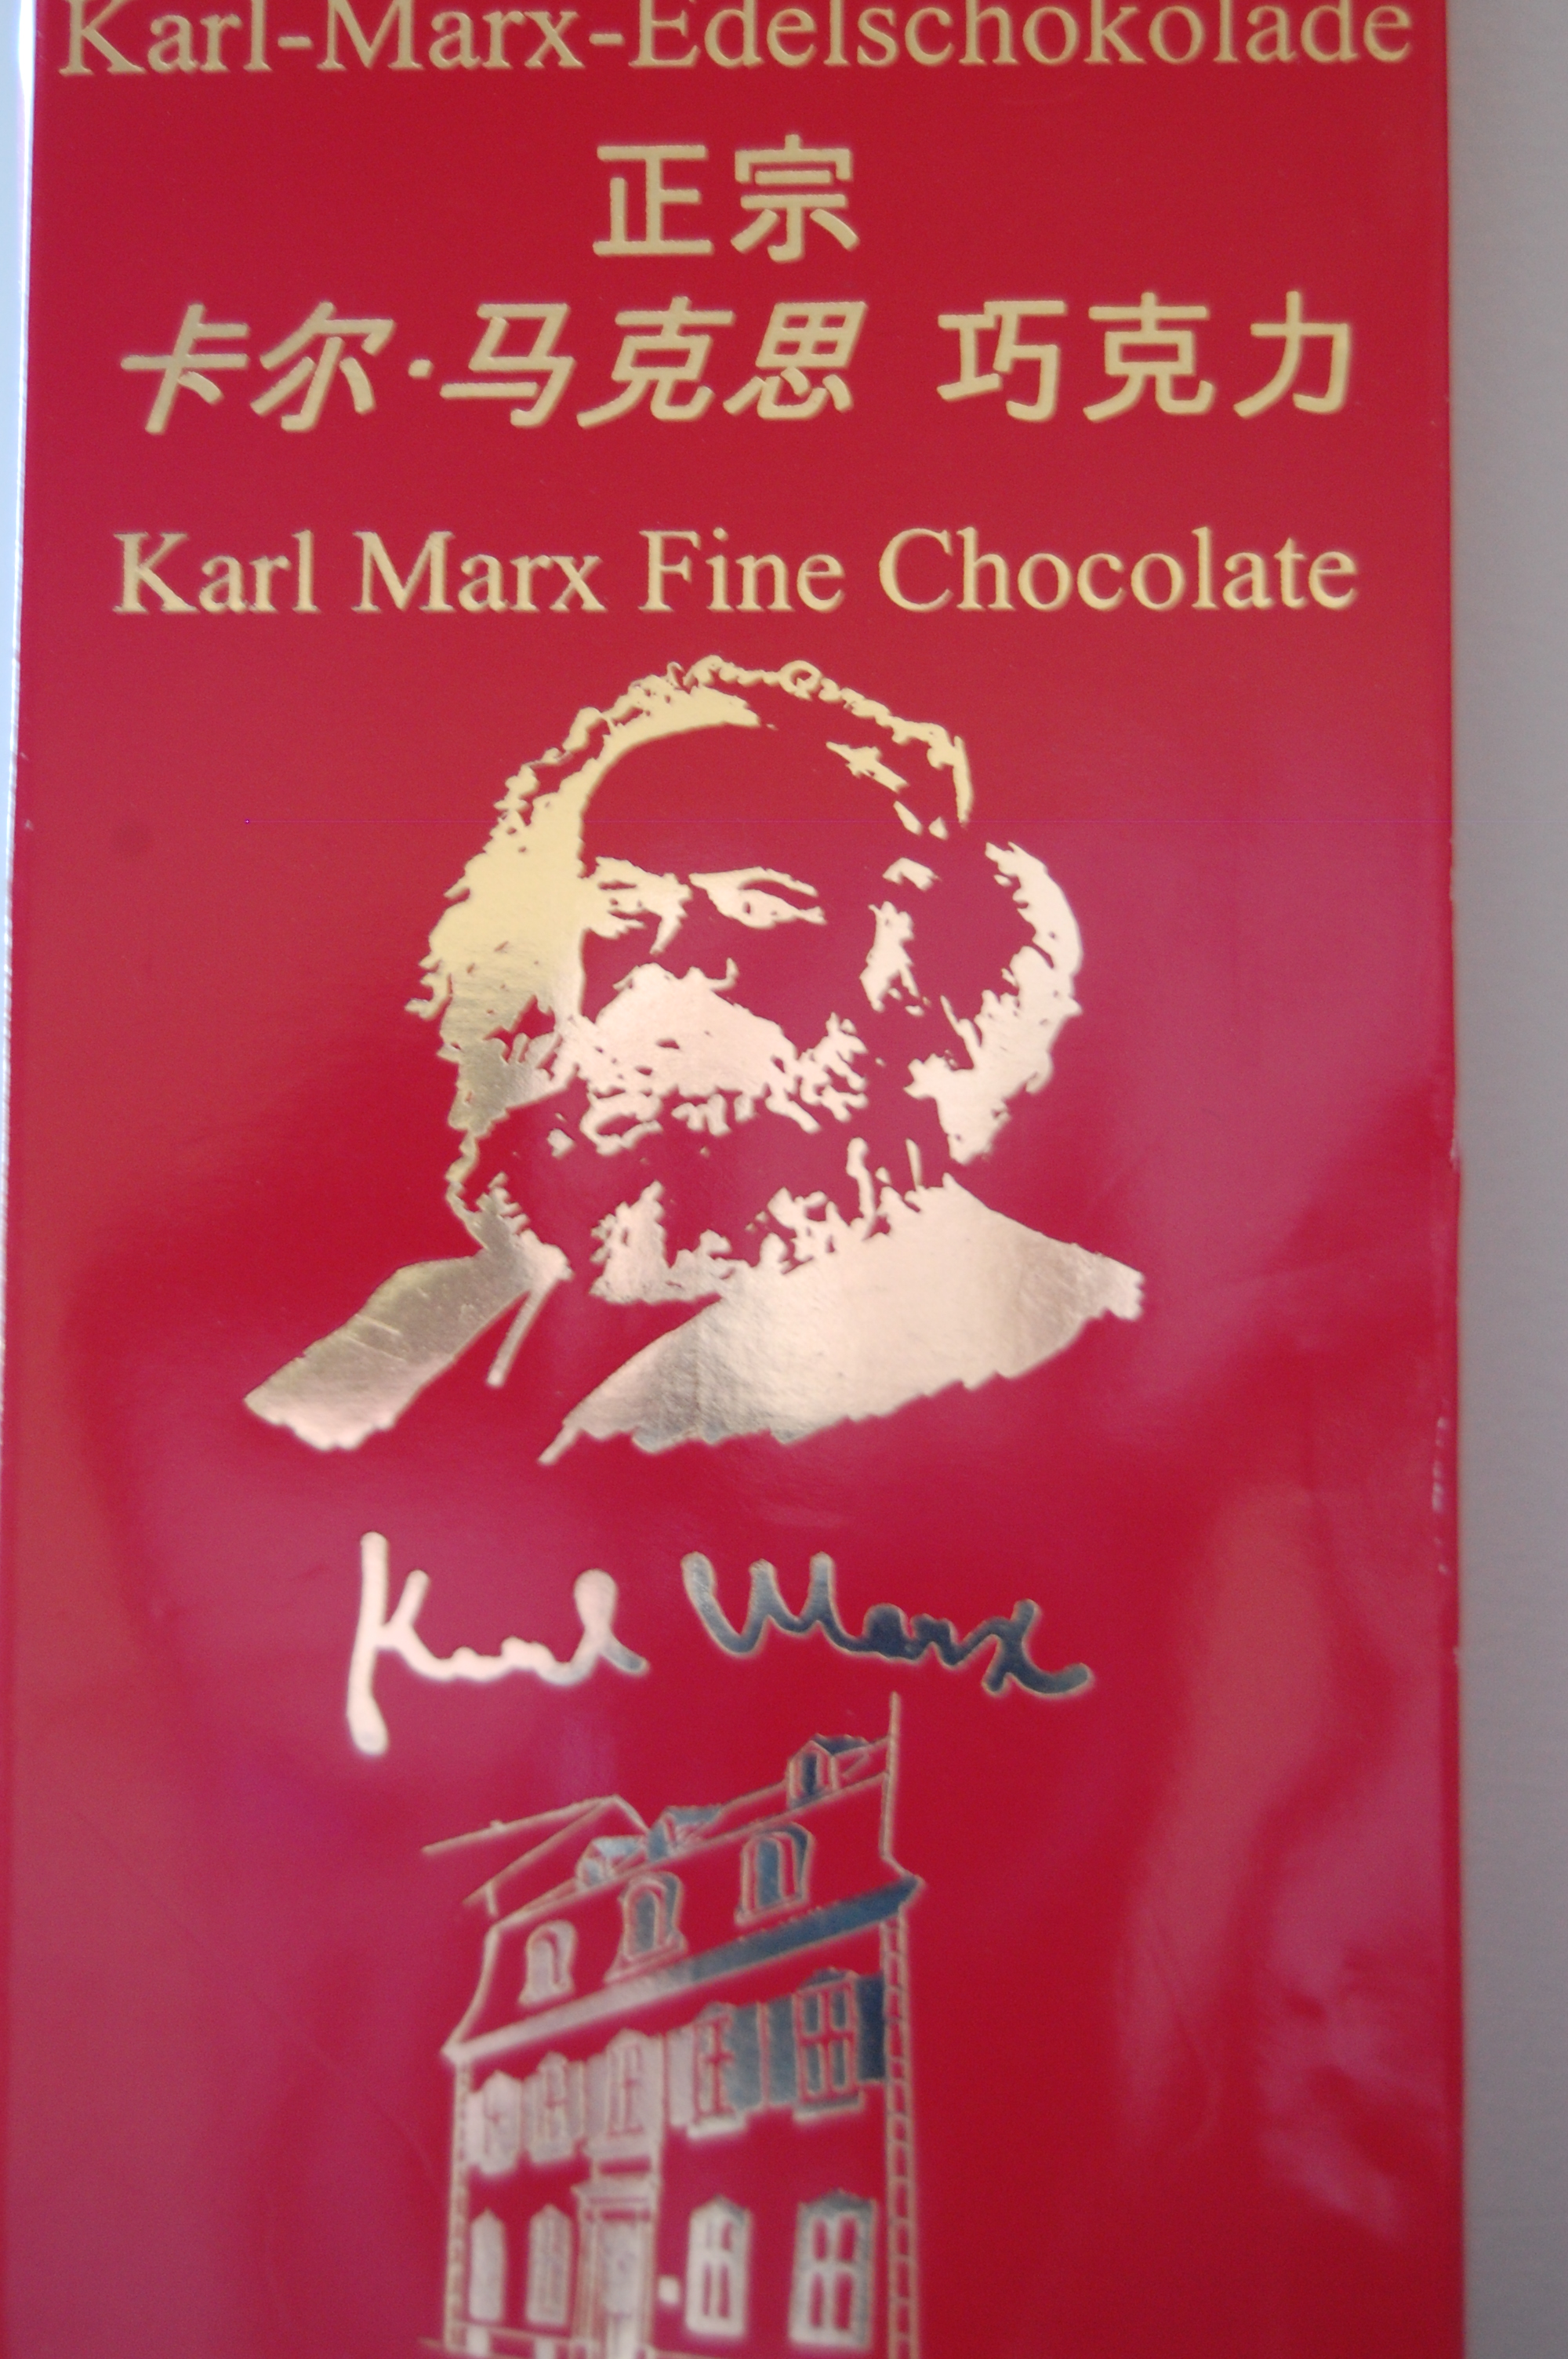 Karl-Marx-Edelschokolade
正宗
卡尔·马克思 巧克力
Karl Marx Fine Chocolate
Karl Marx